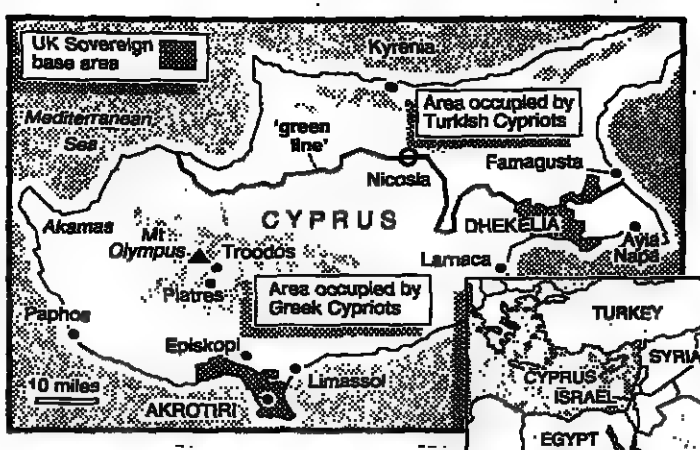 UK Sovereign
base area
Kyrenia
Mediterranean
Sea
'green
line'
Area occupied by
Turkish Cypriots
Nicosia
Famagusta
Akamas
CYPRUS
DHEKELIA
Mt
Olympus
Troodos
Ayia
Napa
Larnaca
Platres
Area occupied by
Greek Cypriots
Paphos
Episkopi
Limassol
10 miles
AKROTIRI
TURKEY
SYRIA
CYPRUS
ISRAEL
EGYPT